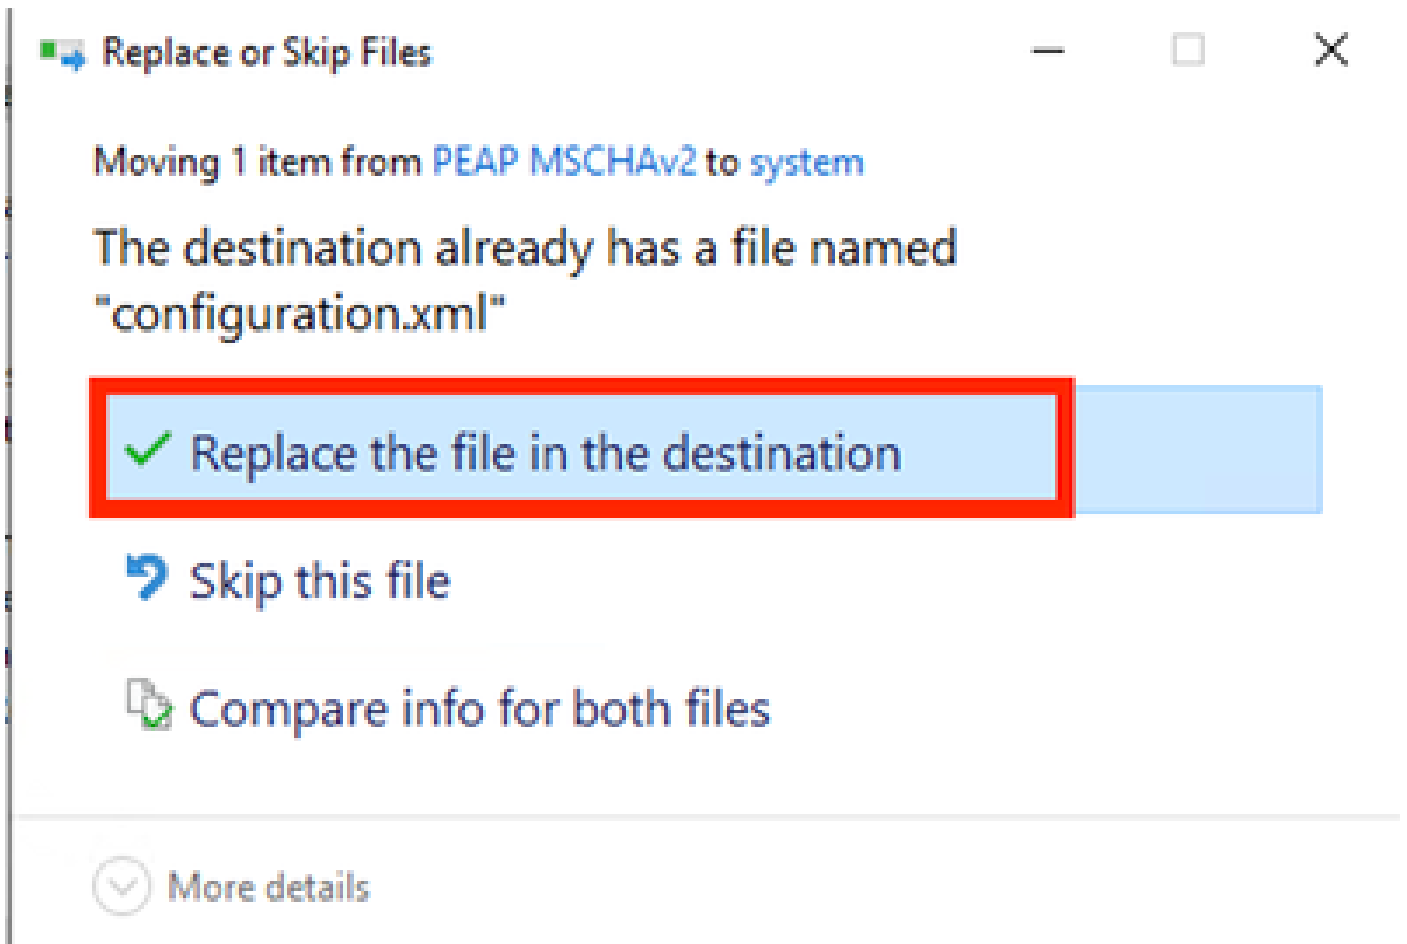 Replace or Skip Files
Moving 1 item from PEAP MSCHAv2 to system
The destination already has a file named
"configuration.xml"
Replace the file in the destination
Skip this file
Compare info for both files
More details